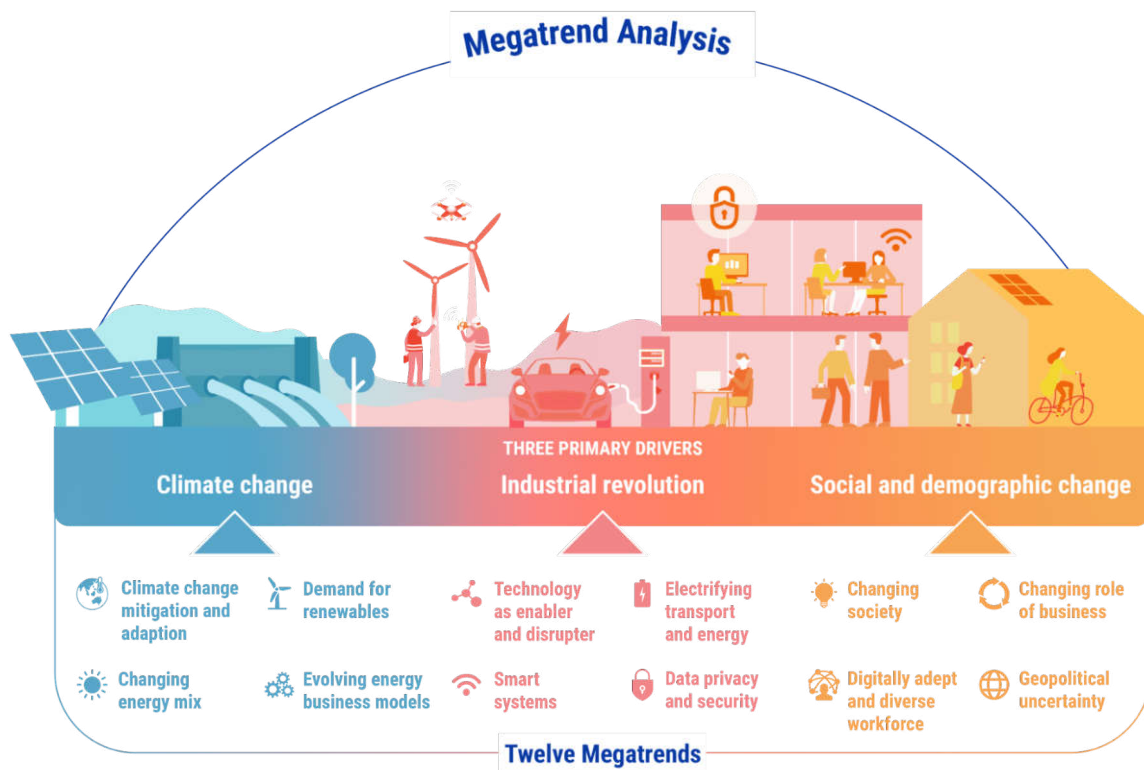 Megatrend Analysis
THREE PRIMARY DRIVERS
Climate change
Industrial revolution
Social and demographic change
Climate change
mitigation and
adaption
Demand for
renewables
Changing
energy mix
Evolving energy
business models
Technology
as enabler
and disrupter
Electrifying
transport
and energy
Smart
systems
Data privacy
and security
Changing
society
Changing role
of business
Digitally adept
and diverse
workforce
Geopolitical
uncertainty
Twelve Megatrends